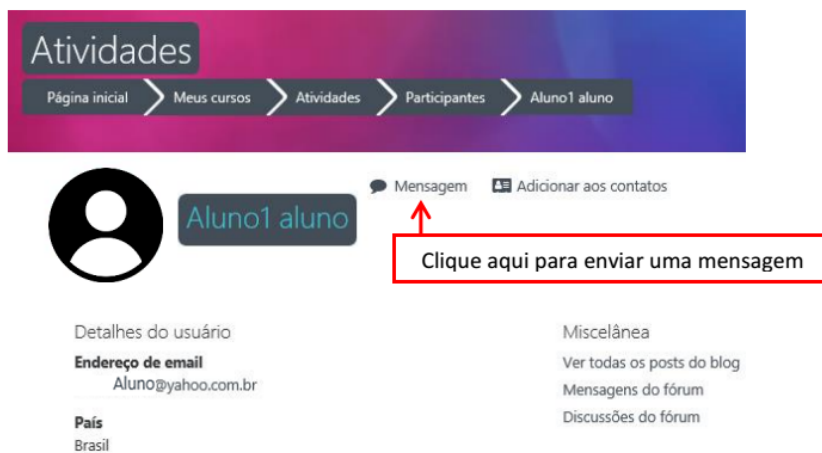 Atividades
Página inicial Meus cursos Atividades Participantes Aluno1 aluno
Mensagem Adicionar aos contatos
Aluno1 aluno
Clique aqui para enviar uma mensagem
Detalhes do usuário
Endereço de email
Aluno@yahoo.com.br
País
Brasil
Miscelânea
Ver todas os posts do blog
Mensagens do fórum
Discussões do fórum